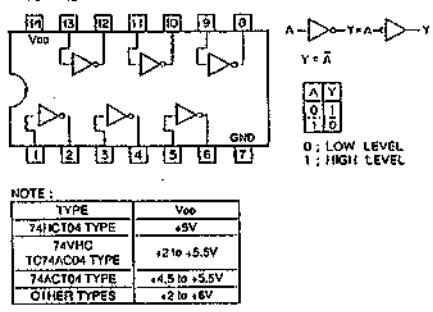 14 13 12 11 10 9 8
VDD
GND
1 2 3 4 5 6 7
A Y=A Y
Y = Ā
A Y
0 1
1 0
0 ; LOW LEVEL
1 ; HIGH LEVEL
NOTE ;
TYPE VDD
74HCT04 TYPE +5V
74VHC
TC74AC04 TYPE +2 to +5.5V
74ACT04 TYPE +4.5 to +5.5V
OTHER TYPES +2 to +6V